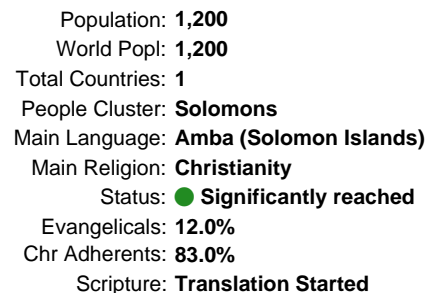 Population: 1,200
World Popl: 1,200
Total Countries: 1
People Cluster: Solomons
Main Language: Amba (Solomon Islands)
Main Religion: Christianity
Status: Significantly reached
Evangelicals: 12.0%
Chr Adherents: 83.0%
Scripture: Translation Started